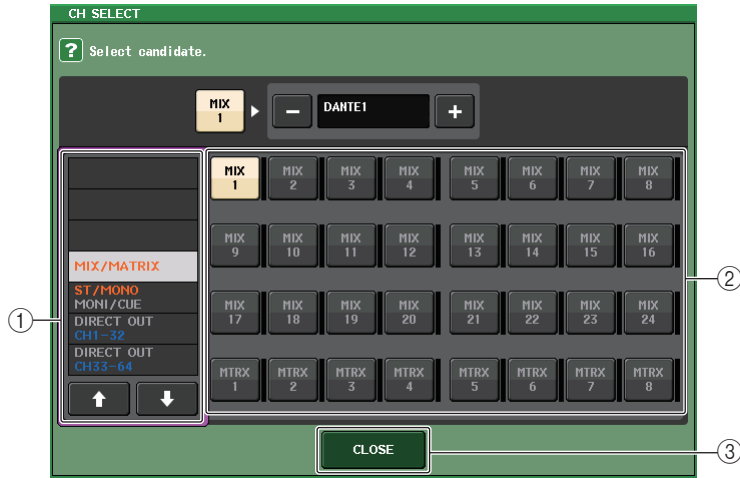 CH SELECT
? Select candidate.
MIX 1 − DANTE1 +
MIX/MATRIX
ST/MONO
MONI/CUE
DIRECT OUT
CH1-32
DIRECT OUT
CH33-64
MIX 1 MIX 2 MIX 3 MIX 4 MIX 5 MIX 6 MIX 7 MIX 8
MIX 9 MIX 10 MIX 11 MIX 12 MIX 13 MIX 14 MIX 15 MIX 16
MIX 17 MIX 18 MIX 19 MIX 20 MIX 21 MIX 22 MIX 23 MIX 24
MTRX 1 MTRX 2 MTRX 3 MTRX 4 MTRX 5 MTRX 6 MTRX 7 MTRX 8
CLOSE
①
②
③